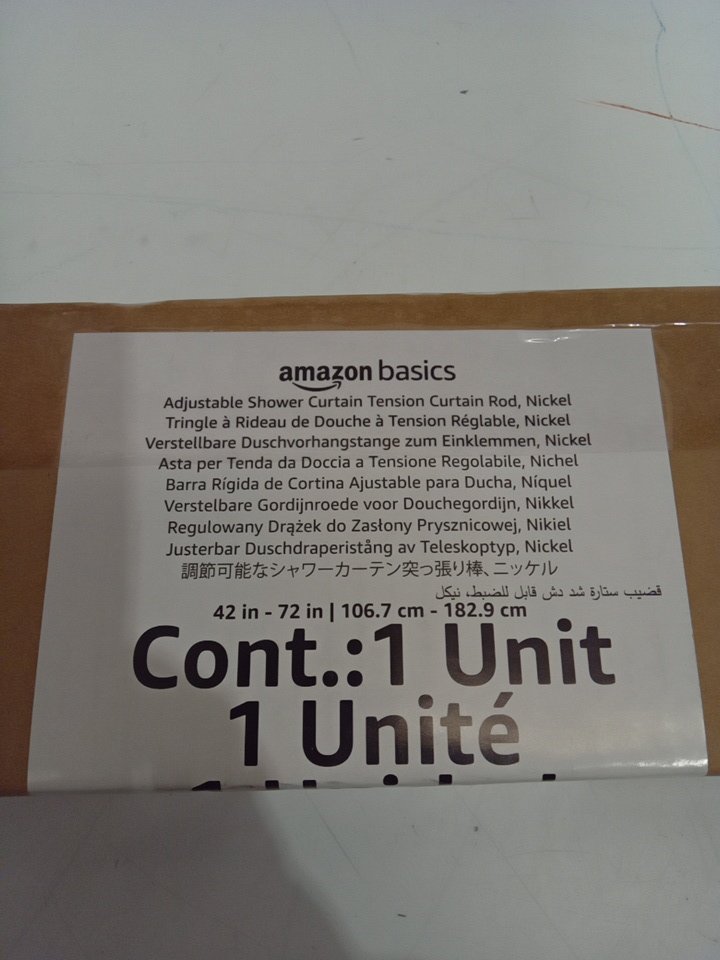 amazon basics
Adjustable Shower Curtain Tension Curtain Rod, Nickel
Tringle à Rideau de Douche à Tension Réglable, Nickel
Verstellbare Duschvorhangstange zum Einklemmen, Nickel
Asta per Tenda da Doccia a Tensione Regolabile, Nichel
Barra Rígida de Cortina Ajustable para Ducha, Níquel
Verstelbare Gordijnroede voor Douchegordijn, Nikkel
Regulowany Drążek do Zasłony Prysznicowej, Nikiel
Justerbar Duschdraperistång av Teleskoptyp, Nickel
調節可能なシャワーカーテン突っ張り棒、ニッケル
قضيب ستارة شد دش قابل للضبط، نيكل
42 in - 72 in | 106.7 cm - 182.9 cm
Cont.:1 Unit
1 Unité